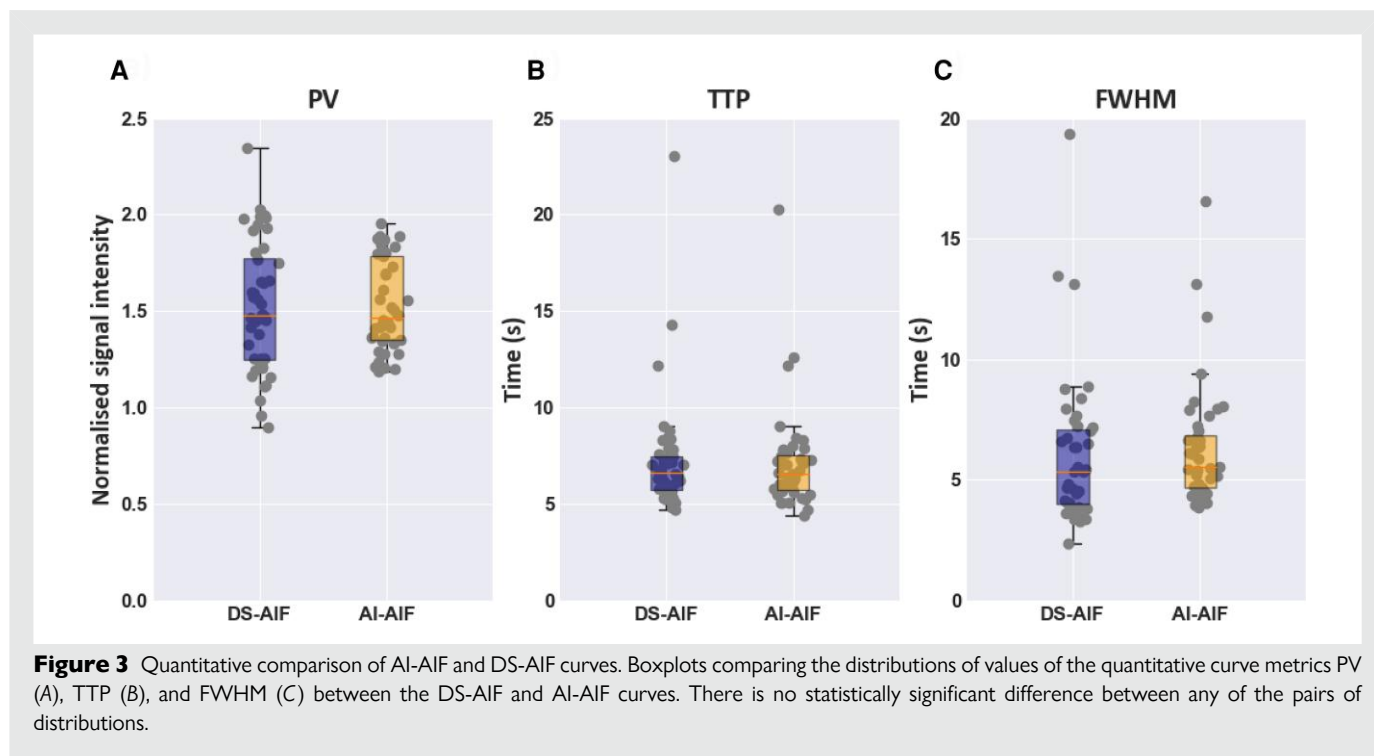 A
PV
2.5
2.0
1.5
1.0
0.5
0.0
Normalised signal intensity
DS-AIF AI-AIF
B
TTP
25
20
15
10
5
0
Time (s)
DS-AIF AI-AIF
C
FWHM
20
15
10
5
0
Time (s)
DS-AIF AI-AIF
Figure 3 Quantitative comparison of AI-AIF and DS-AIF curves. Boxplots comparing the distributions of values of the quantitative curve metrics PV
(A), TTP (B), and FWHM (C) between the DS-AIF and AI-AIF curves. There is no statistically significant difference between any of the pairs of
distributions.